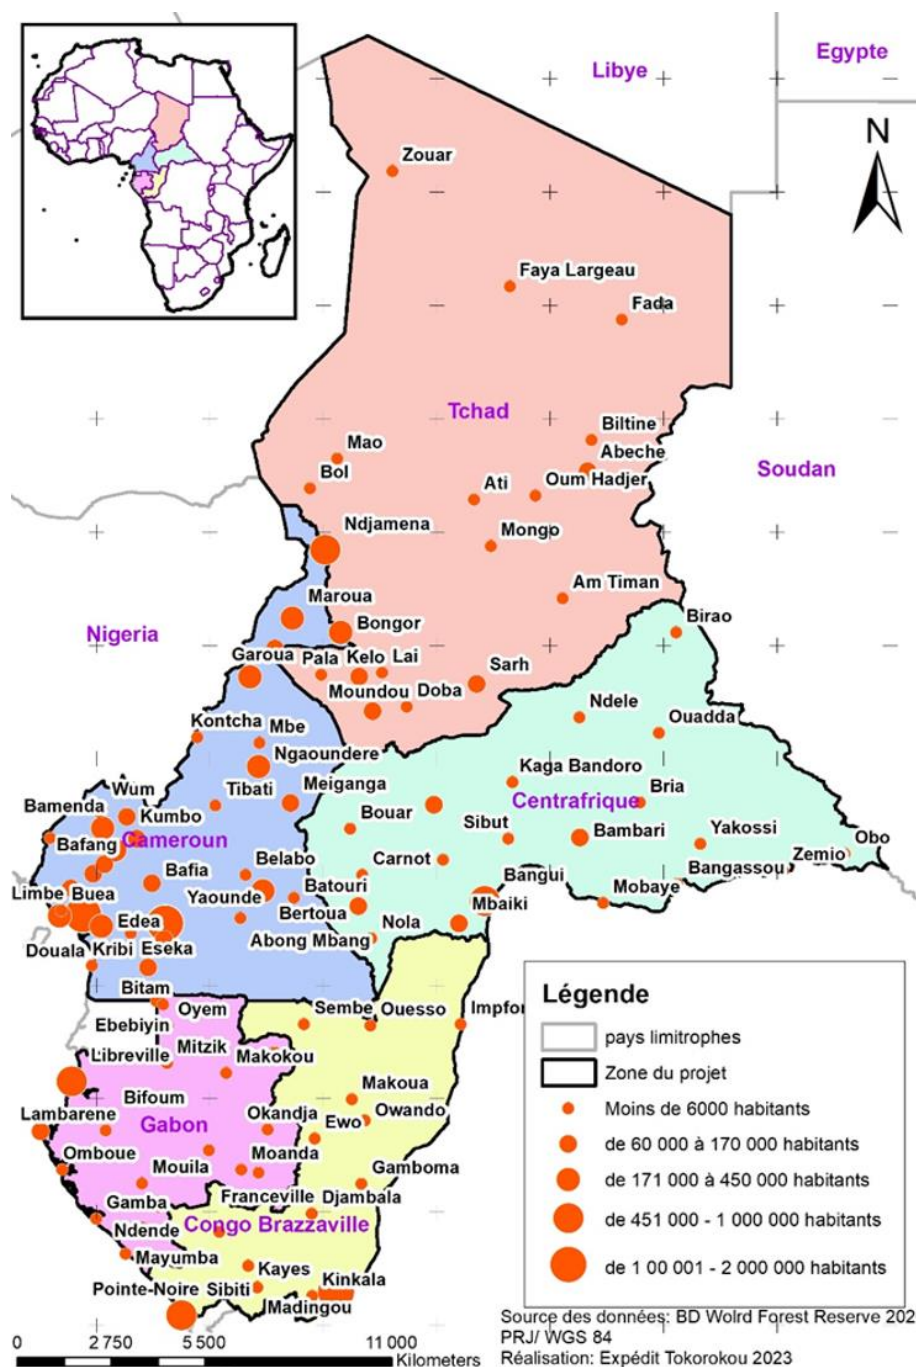 Libye
Egypte
N
Zouar
Faya Largeau
Fada
Tchad
Biltine
Abeche
Mao
Bol
Ati
Oum Hadjer
Soudan
Ndjamena
Mongo
Am Timan
Maroua
Bongor
Birao
Nigeria
Garoua
Pala
Kelo
Lai
Sarh
Moundou
Doba
Ndele
Ouadda
Kontcha
Mbe
Ngaoundere
Kaga Bandoro
Wum
Tibati
Meiganga
Centrafrique
Bria
Bamenda
Kumbo
Bouar
Sibut
Bambari
Yakossi
Obo
Cameroun
Bafang
Belabo
Carnot
Zemio
Bafia
Bangui
Bangassou
Limbe
Buea
Yaounde
Batouri
Mbaiki
Mobaye
Edea
Bertoua
Nola
Douala
Kribi
Eseka
Abong Mbang
Bitam
Oyem
Sembe
Ouesso
Impfon
Ebebiyin
Libreville
Mitzik
Makokou
Makoua
Bifoum
Okandja
Owando
Lambarene
Gabon
Ewo
Omboue
Mouila
Moanda
Gamboma
Gamba
Franceville
Djambala
Ndende
Congo Brazzaville
Mayumba
Kayes
Kinkala
Pointe-Noire
Sibiti
Madingou
Légende
pays limitrophes
Zone du projet
Moins de 6000 habitants
de 60 000 à 170 000 habitants
de 171 000 à 450 000 habitants
de 451 000 - 1 000 000 habitants
de 1 00 001 - 2 000 000 habitants
0 2 750 5 500 11 000
Kilometers
Source des données: BD Wolrd Forest Reserve 202
PRJ/ WGS 84
Réalisation: Expédit Tokorokou 2023